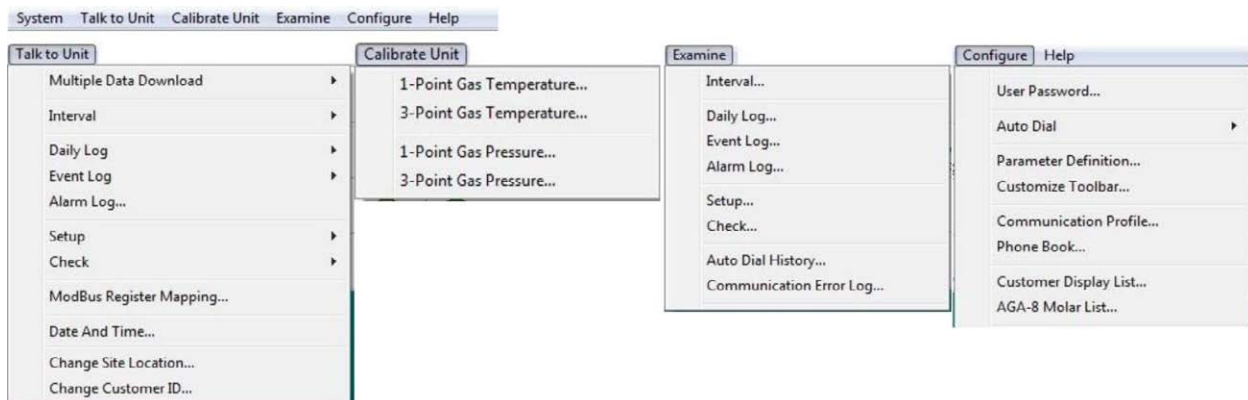 System Talk to Unit Calibrate Unit Examine Configure Help
Talk to Unit
Multiple Data Download
Interval
Daily Log
Event Log
Alarm Log...
Setup
Check
ModBus Register Mapping...
Date And Time...
Change Site Location...
Change Customer ID...
Calibrate Unit
1-Point Gas Temperature...
3-Point Gas Temperature...
1-Point Gas Pressure...
3-Point Gas Pressure...
Examine
Interval...
Daily Log...
Event Log...
Alarm Log...
Setup...
Check...
Auto Dial History...
Communication Error Log...
Configure Help
User Password...
Auto Dial
Parameter Definition...
Customize Toolbar...
Communication Profile...
Phone Book...
Customer Display List...
AGA-8 Molar List...